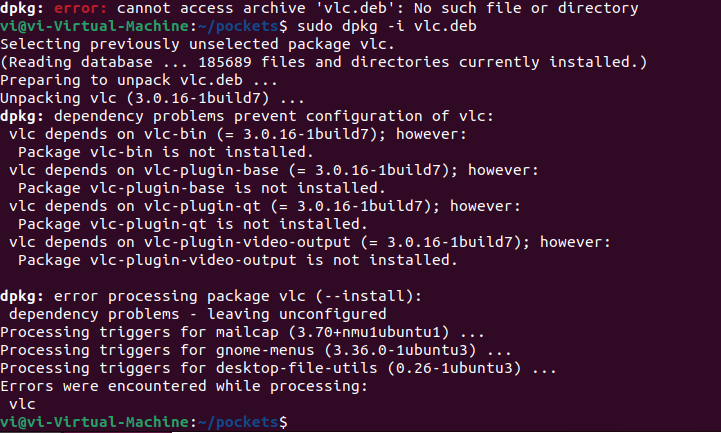 dpkg: error: cannot access archive 'vlc.deb': No such file or directory
vi@vi-Virtual-Machine:~/pockets$ sudo dpkg -i vlc.deb
Selecting previously unselected package vlc.
(Reading database ... 185689 files and directories currently installed.)
Preparing to unpack vlc.deb ...
Unpacking vlc (3.0.16-1build7) ...
dpkg: dependency problems prevent configuration of vlc:
 vlc depends on vlc-bin (= 3.0.16-1build7); however:
  Package vlc-bin is not installed.
 vlc depends on vlc-plugin-base (= 3.0.16-1build7); however:
  Package vlc-plugin-base is not installed.
 vlc depends on vlc-plugin-qt (= 3.0.16-1build7); however:
  Package vlc-plugin-qt is not installed.
 vlc depends on vlc-plugin-video-output (= 3.0.16-1build7); however:
  Package vlc-plugin-video-output is not installed.

dpkg: error processing package vlc (--install):
 dependency problems - leaving unconfigured
Processing triggers for mailcap (3.70+nmu1ubuntu1) ...
Processing triggers for gnome-menus (3.36.0-1ubuntu3) ...
Processing triggers for desktop-file-utils (0.26-1ubuntu3) ...
Errors were encountered while processing:
 vlc
vi@vi-Virtual-Machine:~/pockets$